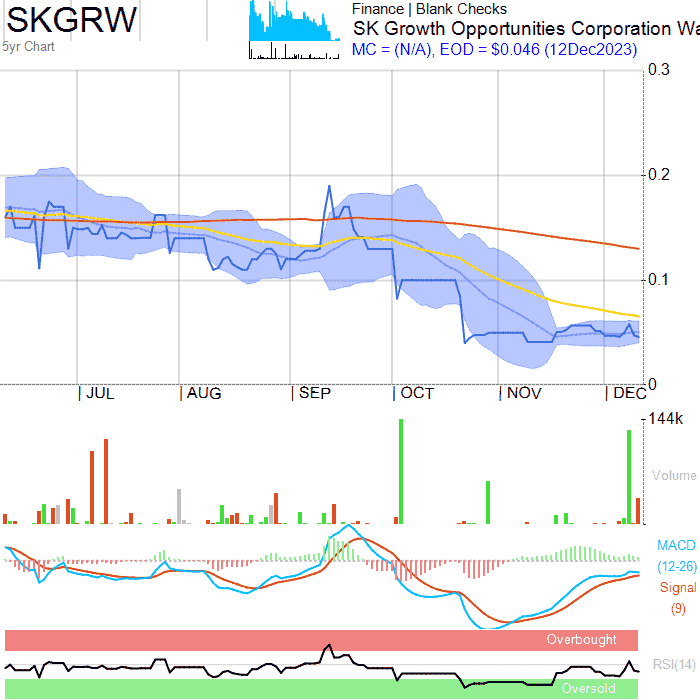 SKGRW
5yr Chart
Finance | Blank Checks
SK Growth Opportunities Corporation Wa
MC = (N/A), EOD = $0.046 (12Dec2023)
0.3
0.2
0.1
0
| JUL | AUG | SEP | OCT | NOV | DEC
144k
Volume
MACD
(12-26)
Signal
(9)
Overbought
RSI(14)
Oversold